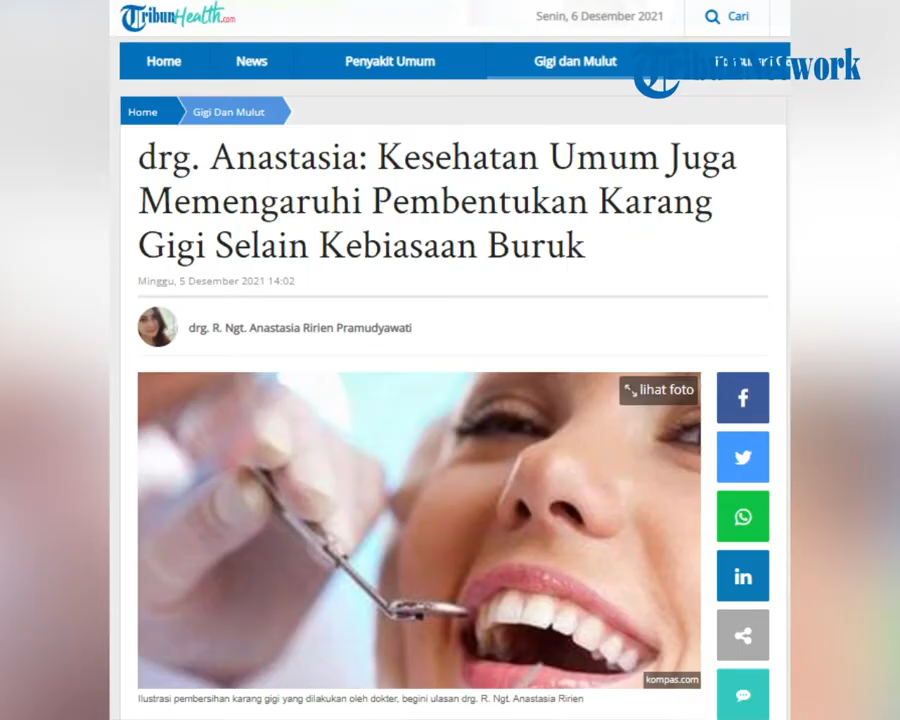 TribunHealth.com
Senin, 6 Desember 2021
Cari
Home
News
Penyakit Umum
Gigi dan Mulut
Tribun Network
Home
Gigi Dan Mulut
drg. Anastasia: Kesehatan Umum Juga
Memengaruhi Pembentukan Karang
Gigi Selain Kebiasaan Buruk
Minggu, 5 Desember 2021 14:02
drg. R. Ngt. Anastasia Ririen Pramudyawati
lihat foto
kompas.com
Ilustrasi pembersihan karang gigi yang dilakukan oleh dokter, begini ulasan drg. R. Ngt. Anastasia Ririen